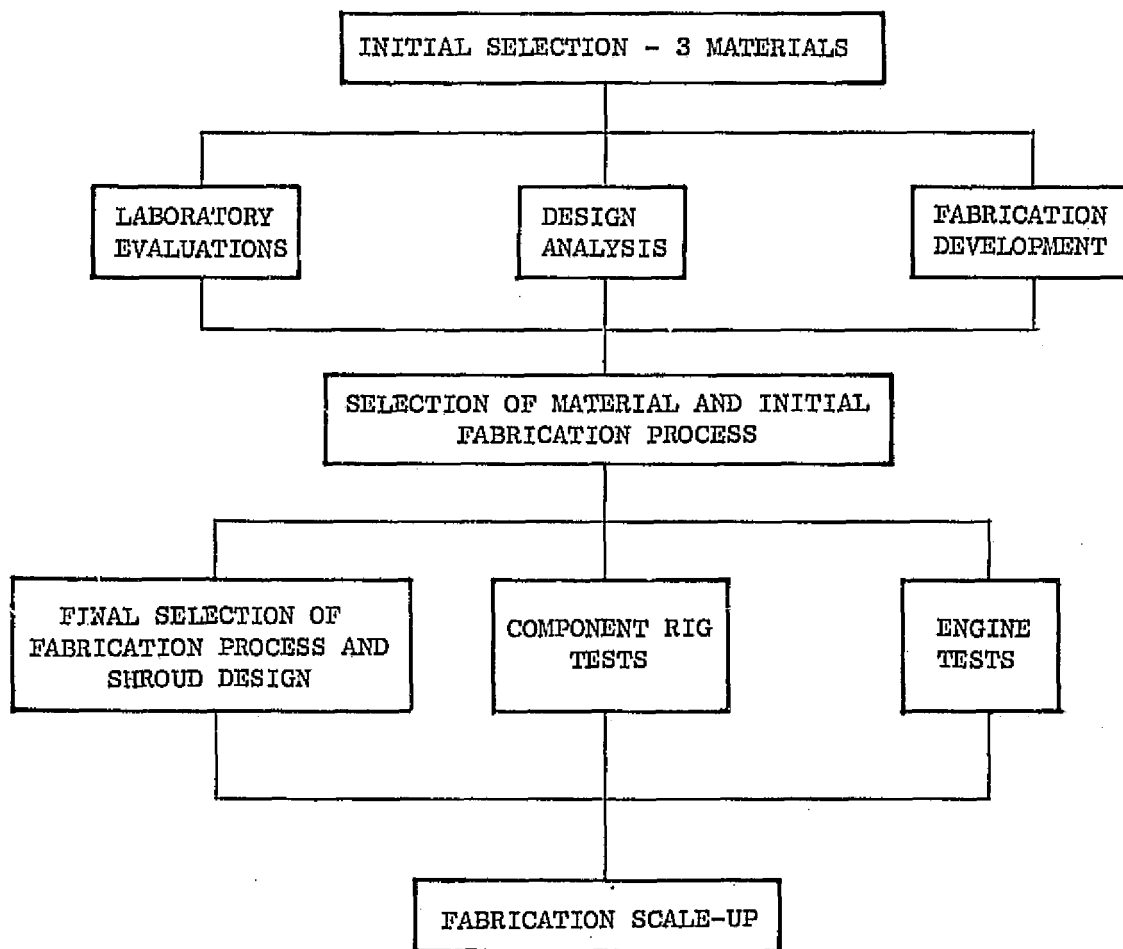 INITIAL SELECTION - 3 MATERIALS
LABORATORY
EVALUATIONS
DESIGN
ANALYSIS
FABRICATION
DEVELOPMENT
SELECTION OF MATERIAL AND INITIAL
FABRICATION PROCESS
FINAL SELECTION OF
FABRICATION PROCESS AND
SHROUD DESIGN
COMPONENT RIG
TESTS
ENGINE
TESTS
FABRICATION SCALE-UP